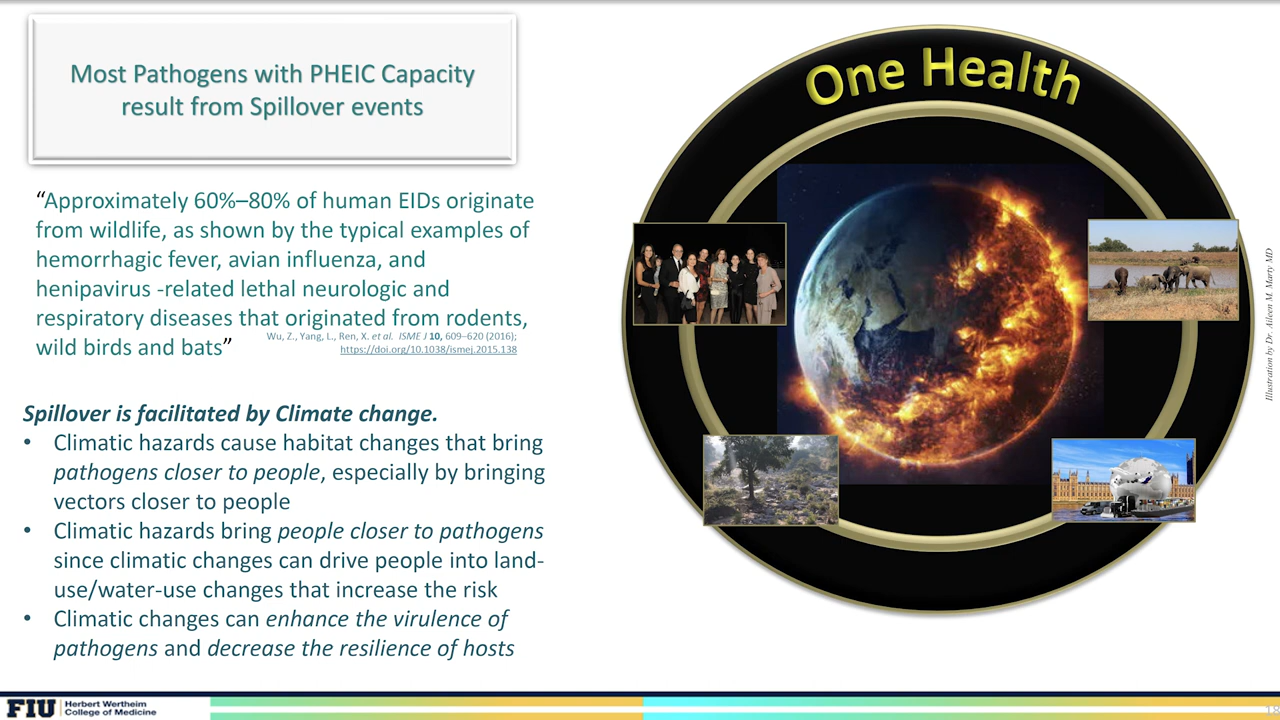 Most Pathogens with PHEIC Capacity
result from Spillover events
“Approximately 60%–80% of human EIDs originate
from wildlife, as shown by the typical examples of
hemorrhagic fever, avian influenza, and
henipavirus -related lethal neurologic and
respiratory diseases that originated from rodents,
wild birds and bats”
Wu, Z., Yang, L., Ren, X. et al. ISME J 10, 609–620 (2016);
https://doi.org/10.1038/ismej.2015.138
Spillover is facilitated by Climate change.
• Climatic hazards cause habitat changes that bring
pathogens closer to people, especially by bringing
vectors closer to people
• Climatic hazards bring people closer to pathogens
since climatic changes can drive people into land-
use/water-use changes that increase the risk
• Climatic changes can enhance the virulence of
pathogens and decrease the resilience of hosts
One Health
Illustration by Dr. Aileen M. Marty MD
FIU
Herbert Wertheim
College of Medicine
18